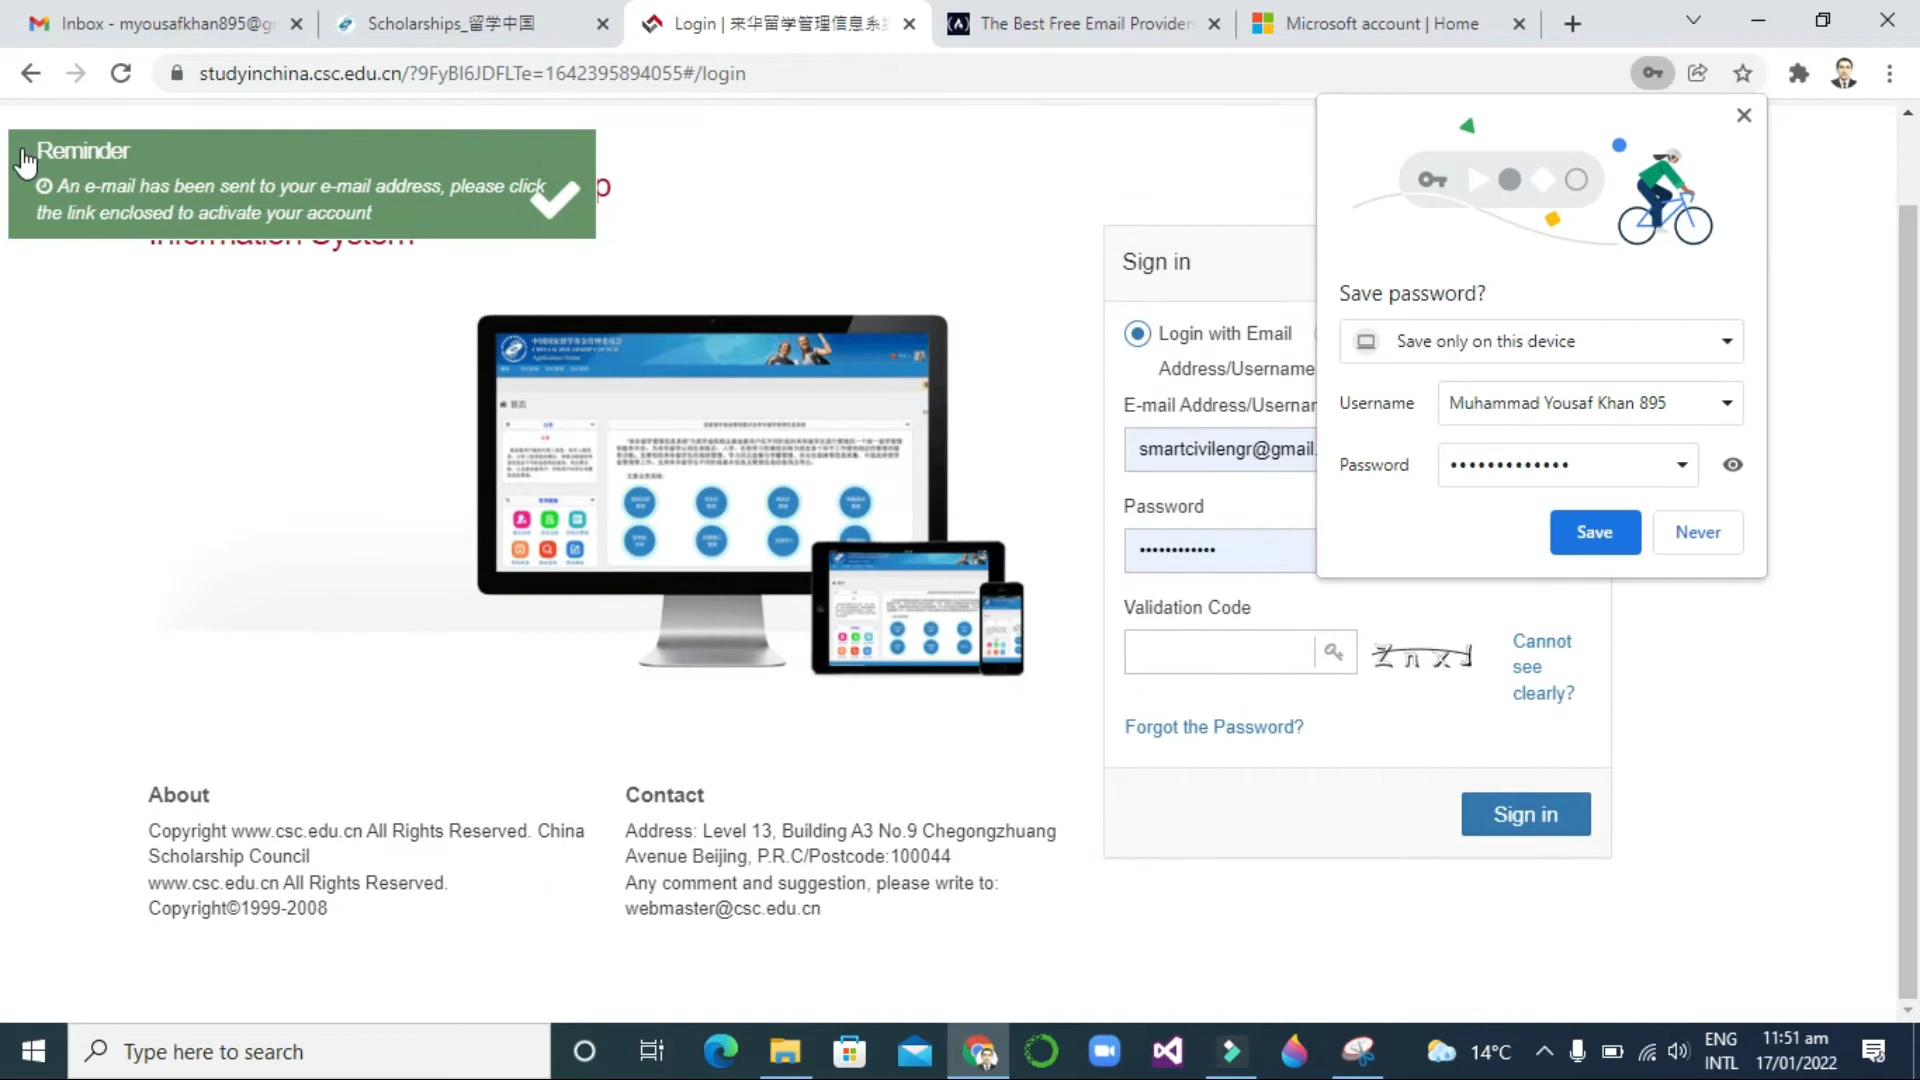 Inbox - myousafkhan895@g
Scholarships_留学中国
Login | 来华留学管理信息系
The Best Free Email Provider
Microsoft account | Home
studyinchina.csc.edu.cn/?9FyBl6JDFLTe=1642395894055#/login
Reminder
An e-mail has been sent to your e-mail address, please click
the link enclosed to activate your account
p
Information System
Sign in
Login with Email
Address/Username
E-mail Address/Usernam
smartcivilengr@gmail.
Password
••••••••••••
Validation Code
Cannot
see
clearly?
Forgot the Password?
Sign in
Save password?
Save only on this device
Username
Muhammad Yousaf Khan 895
Password
•••••••••••••
Save
Never
About
Copyright www.csc.edu.cn All Rights Reserved. China
Scholarship Council
www.csc.edu.cn All Rights Reserved.
Copyright©1999-2008
Contact
Address: Level 13, Building A3 No.9 Chegongzhuang
Avenue Beijing, P.R.C/Postcode:100044
Any comment and suggestion, please write to:
webmaster@csc.edu.cn
Type here to search
14°C
ENG
INTL
11:51 am
17/01/2022